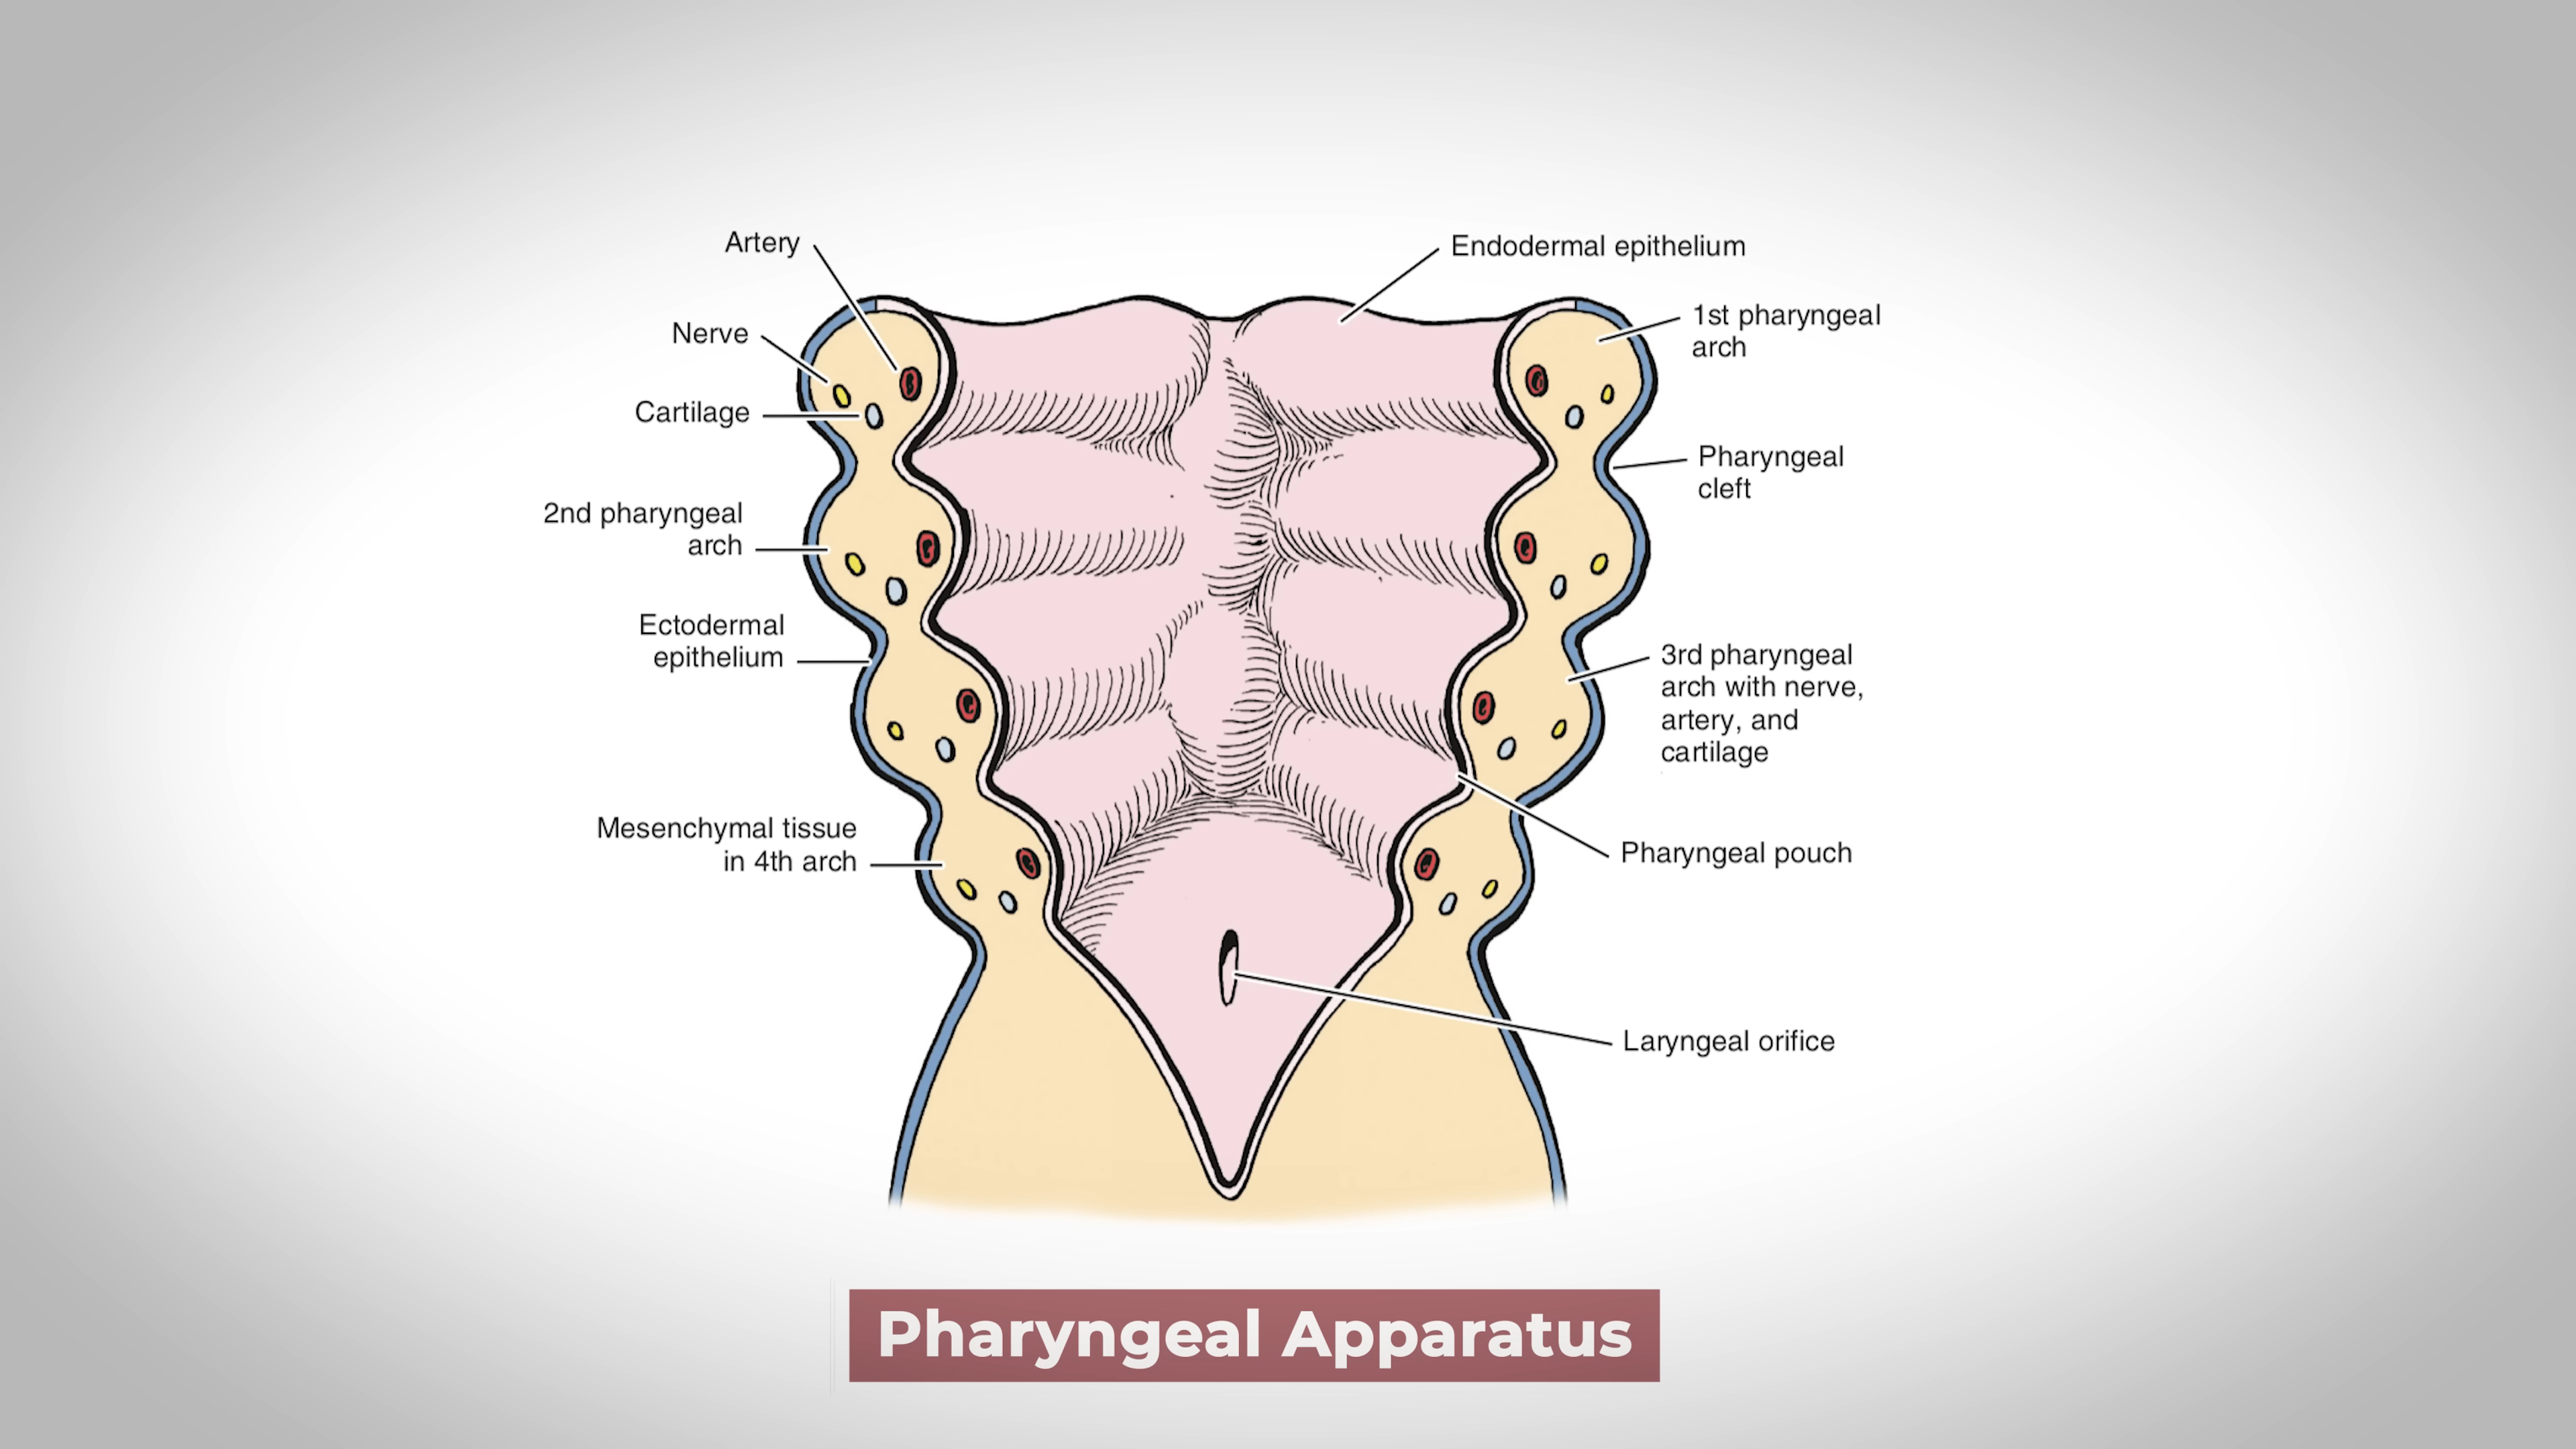 Artery
Nerve
Cartilage
2nd pharyngeal
arch
Ectodermal
epithelium
Mesenchymal tissue
in 4th arch
Endodermal epithelium
1st pharyngeal
arch
Pharyngeal
cleft
3rd pharyngeal
arch with nerve,
artery, and
cartilage
Pharyngeal pouch
Laryngeal orifice
Pharyngeal Apparatus